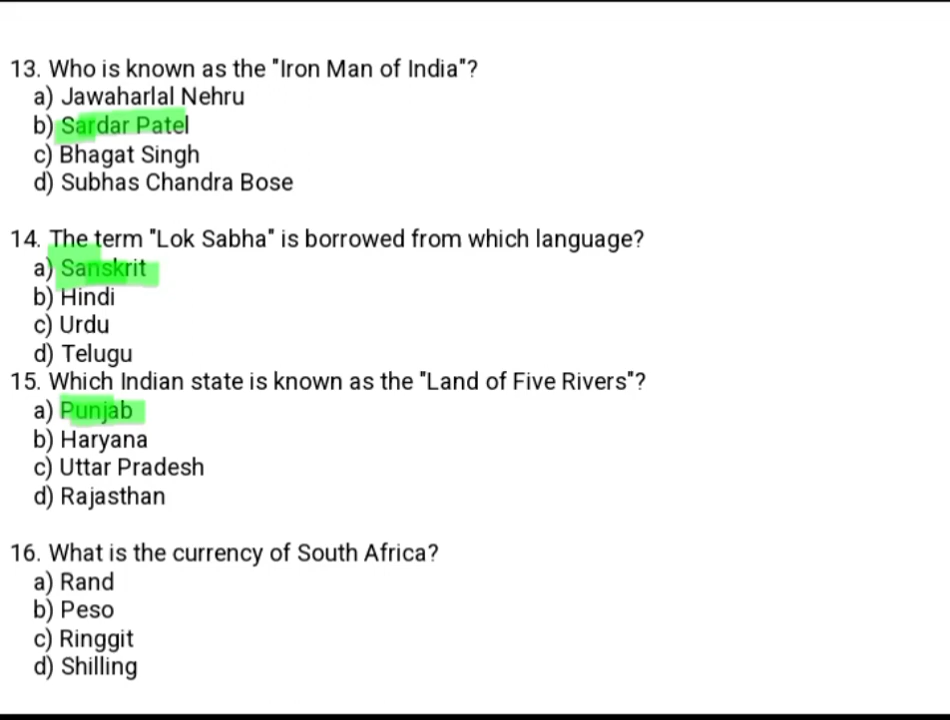 13. Who is known as the "Iron Man of India"?
a) Jawaharlal Nehru
b) Sardar Patel
c) Bhagat Singh
d) Subhas Chandra Bose
14. The term "Lok Sabha" is borrowed from which language?
a) Sanskrit
b) Hindi
c) Urdu
d) Telugu
15. Which Indian state is known as the "Land of Five Rivers"?
a) Punjab
b) Haryana
c) Uttar Pradesh
d) Rajasthan
16. What is the currency of South Africa?
a) Rand
b) Peso
c) Ringgit
d) Shilling